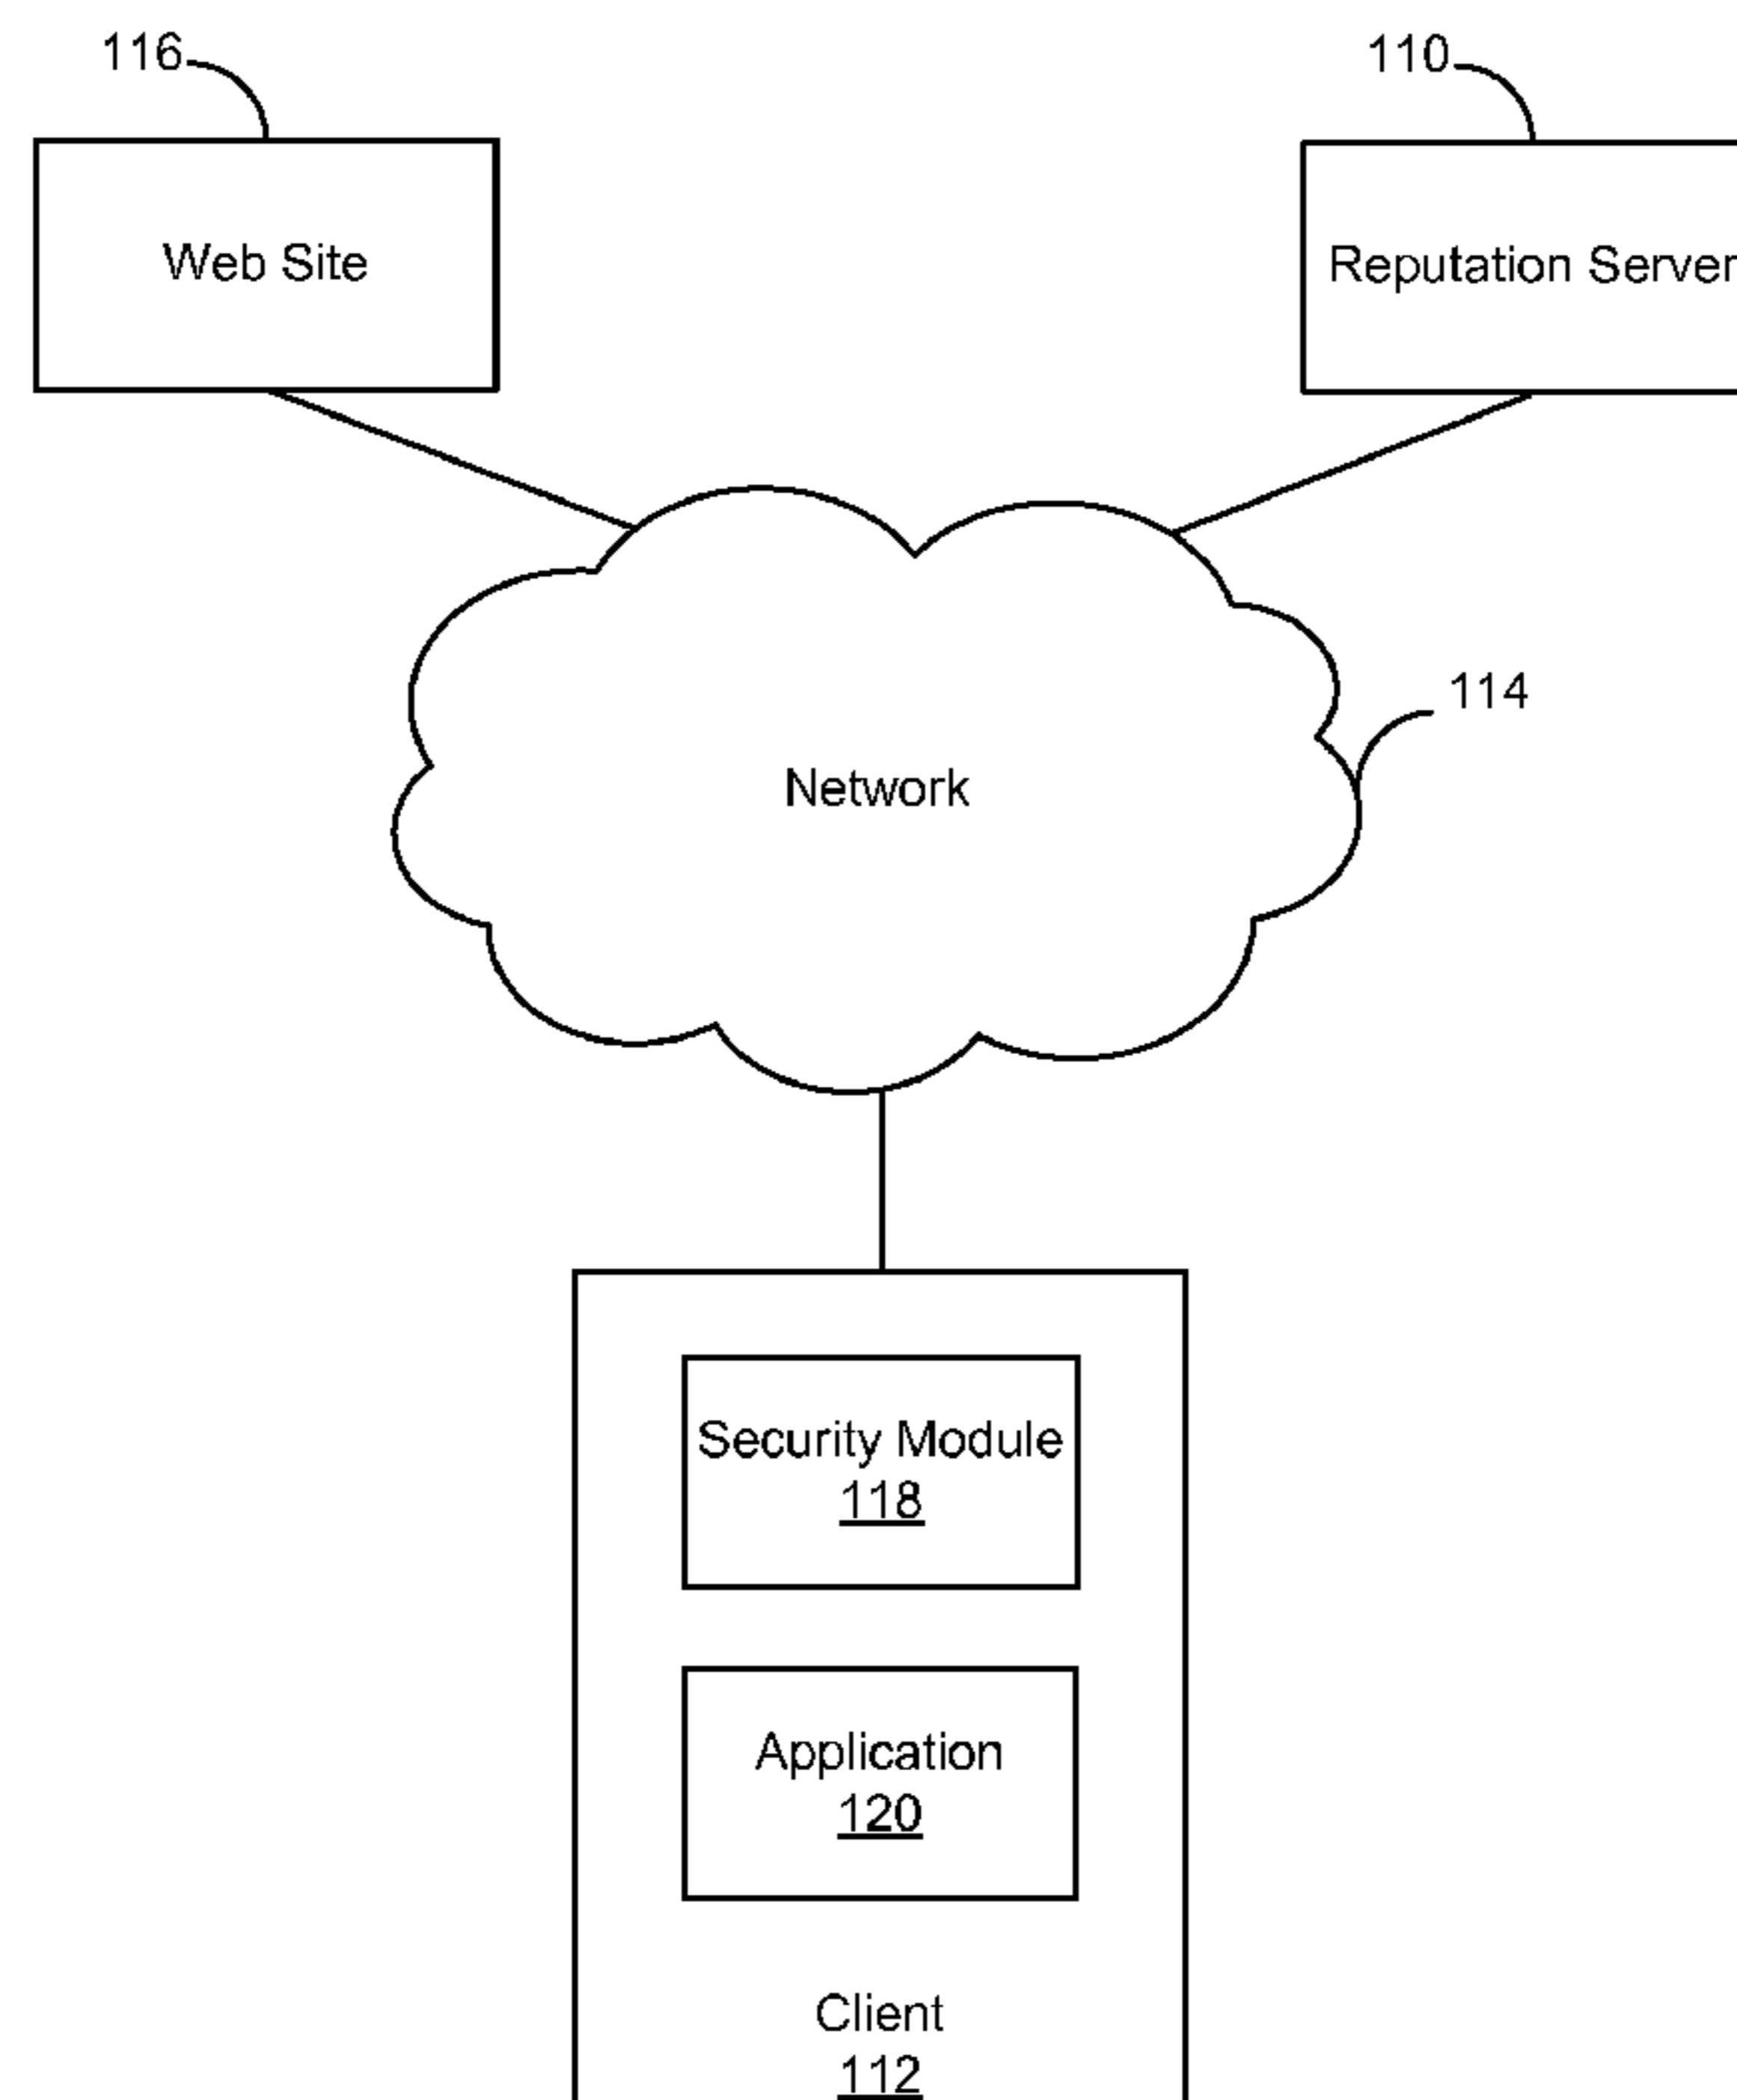 116
110
Web Site
Reputation Server
114
Network
Security Module
118
Application
120
Client
112